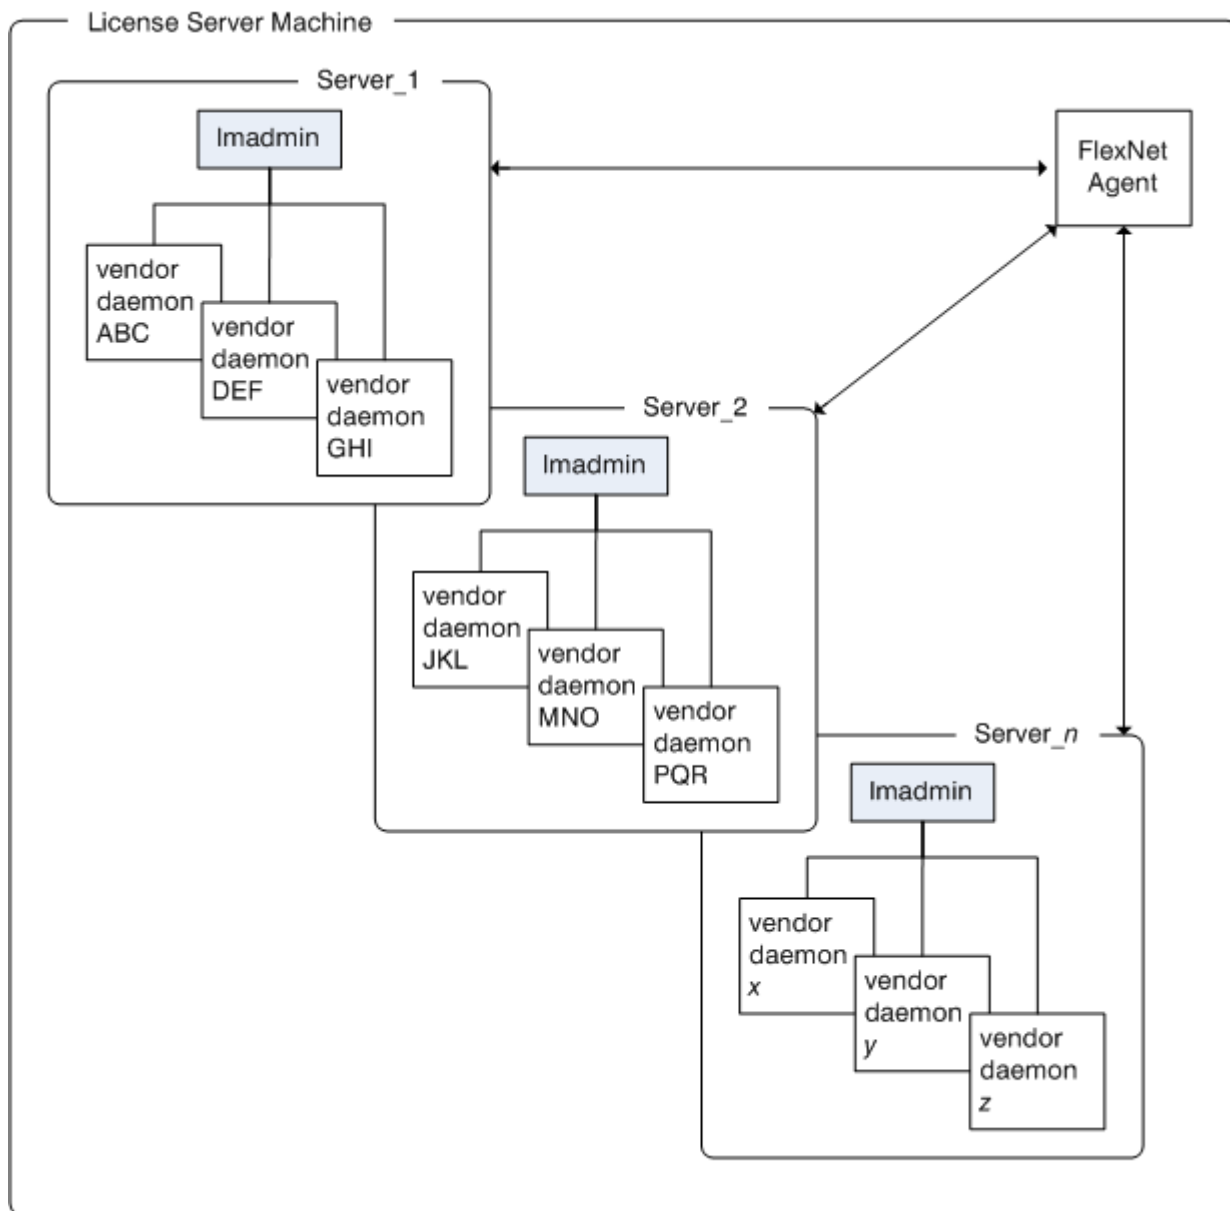 License Server Machine
Server_1
lmadmin
vendor
daemon
ABC
vendor
daemon
DEF
vendor
daemon
GHI
FlexNet
Agent
Server_2
lmadmin
vendor
daemon
JKL
vendor
daemon
MNO
vendor
daemon
PQR
Server_n
lmadmin
vendor
daemon
x
vendor
daemon
y
vendor
daemon
z